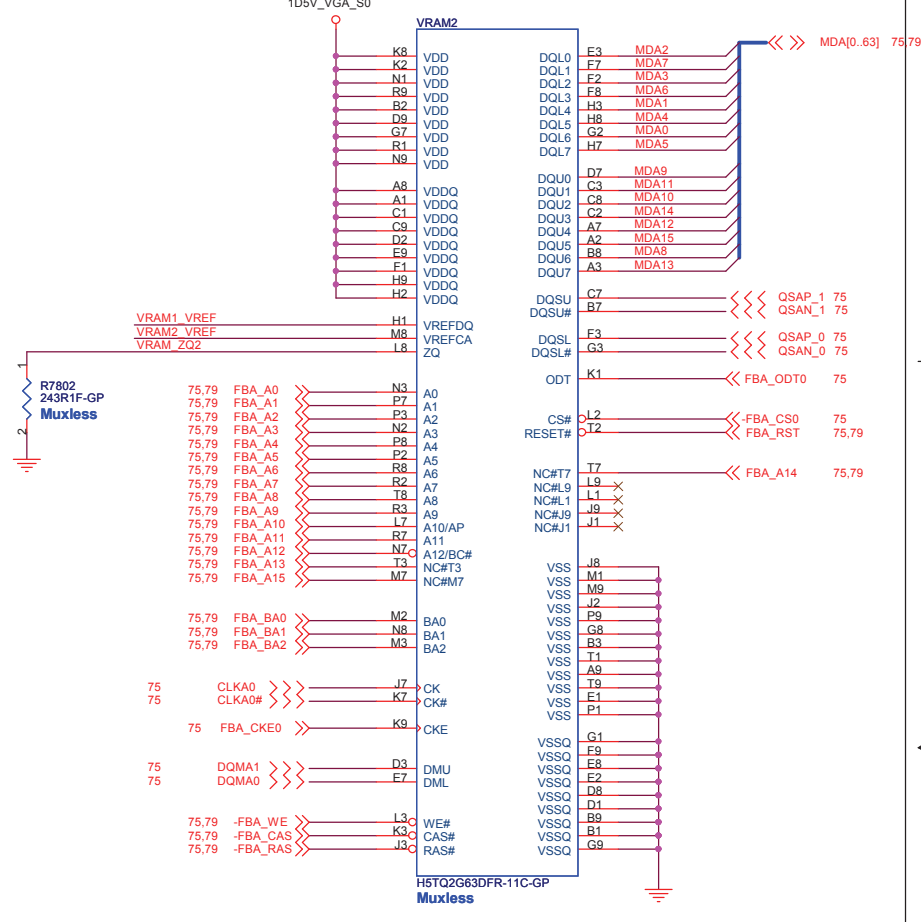 1D5V_VGA_S0
VRAM2
K8 VDD
K2 VDD
N1 VDD
R9 VDD
B2 VDD
D9 VDD
G7 VDD
R1 VDD
N9 VDD
A8 VDDQ
A1 VDDQ
C1 VDDQ
C9 VDDQ
D2 VDDQ
E9 VDDQ
F1 VDDQ
H9 VDDQ
H2 VDDQ
VRAM1_VREF H1 VREFDQ
VRAM2_VREF M8 VREFCA
VRAM_ZQ2 L8 ZQ
1
R7802
243R1F-GP
Muxless
2
75,79 FBA_A0 N3 A0
75,79 FBA_A1 P7 A1
75,79 FBA_A2 P3 A2
75,79 FBA_A3 N2 A3
75,79 FBA_A4 P8 A4
75,79 FBA_A5 P2 A5
75,79 FBA_A6 R8 A6
75,79 FBA_A7 R2 A7
75,79 FBA_A8 T8 A8
75,79 FBA_A9 R3 A9
75,79 FBA_A10 L7 A10/AP
75,79 FBA_A11 R7 A11
75,79 FBA_A12 N7 A12/BC#
75,79 FBA_A13 T3 NC#T3
75,79 FBA_A15 M7 NC#M7
75,79 FBA_BA0 M2 BA0
75,79 FBA_BA1 N8 BA1
75,79 FBA_BA2 M3 BA2
75 CLKA0 J7 CK
75 CLKA0# K7 CK#
75 FBA_CKE0 K9 CKE
75 DQMA1 D3 DMU
75 DQMA0 E7 DML
75,79 -FBA_WE L3 WE#
75,79 -FBA_CAS K3 CAS#
75,79 -FBA_RAS J3 RAS#
DQL0 E3 MDA2
DQL1 F7 MDA7
DQL2 F2 MDA3
DQL3 F8 MDA6
DQL4 H3 MDA1
DQL5 H8 MDA4
DQL6 G2 MDA0
DQL7 H7 MDA5
MDA[0..63] 75,79
DQU0 D7 MDA9
DQU1 C3 MDA11
DQU2 C8 MDA10
DQU3 C2 MDA14
DQU4 A7 MDA12
DQU5 A2 MDA15
DQU6 B8 MDA8
DQU7 A3 MDA13
DQSU C7 QSAP_1 75
DQSU# B7 QSAN_1 75
DQSL F3 QSAP_0 75
DQSL# G3 QSAN_0 75
ODT K1 FBA_ODT0 75
CS# L2 -FBA_CS0 75
RESET# T2 FBA_RST 75,79
NC#T7 T7 FBA_A14 75,79
NC#L9 L9
NC#L1 L1
NC#J9 J9
NC#J1 J1
VSS J8
VSS M1
VSS M9
VSS J2
VSS P9
VSS G8
VSS B3
VSS T1
VSS A9
VSS T9
VSS E1
VSS P1
VSSQ G1
VSSQ F9
VSSQ E8
VSSQ E2
VSSQ D8
VSSQ D1
VSSQ B9
VSSQ B1
VSSQ G9
H5TQ2G63DFR-11C-GP
Muxless